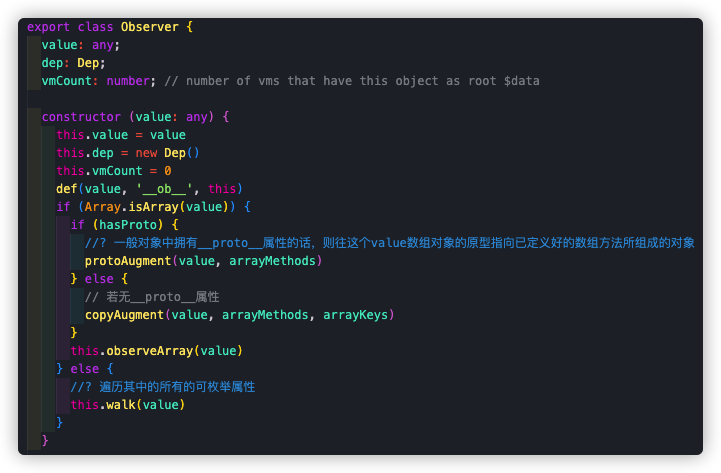 export class Observer {
  value: any;
  dep: Dep;
  vmCount: number; // number of vms that have this object as root $data

  constructor (value: any) {
    this.value = value
    this.dep = new Dep()
    this.vmCount = 0
    def(value, '__ob__', this)
    if (Array.isArray(value)) {
      if (hasProto) {
        //? 一般对象中拥有__proto__属性的话，则往这个value数组对象的原型指向已定义好的数组方法所组成的对象
        protoAugment(value, arrayMethods)
      } else {
        // 若无__proto__属性
        copyAugment(value, arrayMethods, arrayKeys)
      }
      this.observeArray(value)
    } else {
      //? 遍历其中的所有的可枚举属性
      this.walk(value)
    }
  }